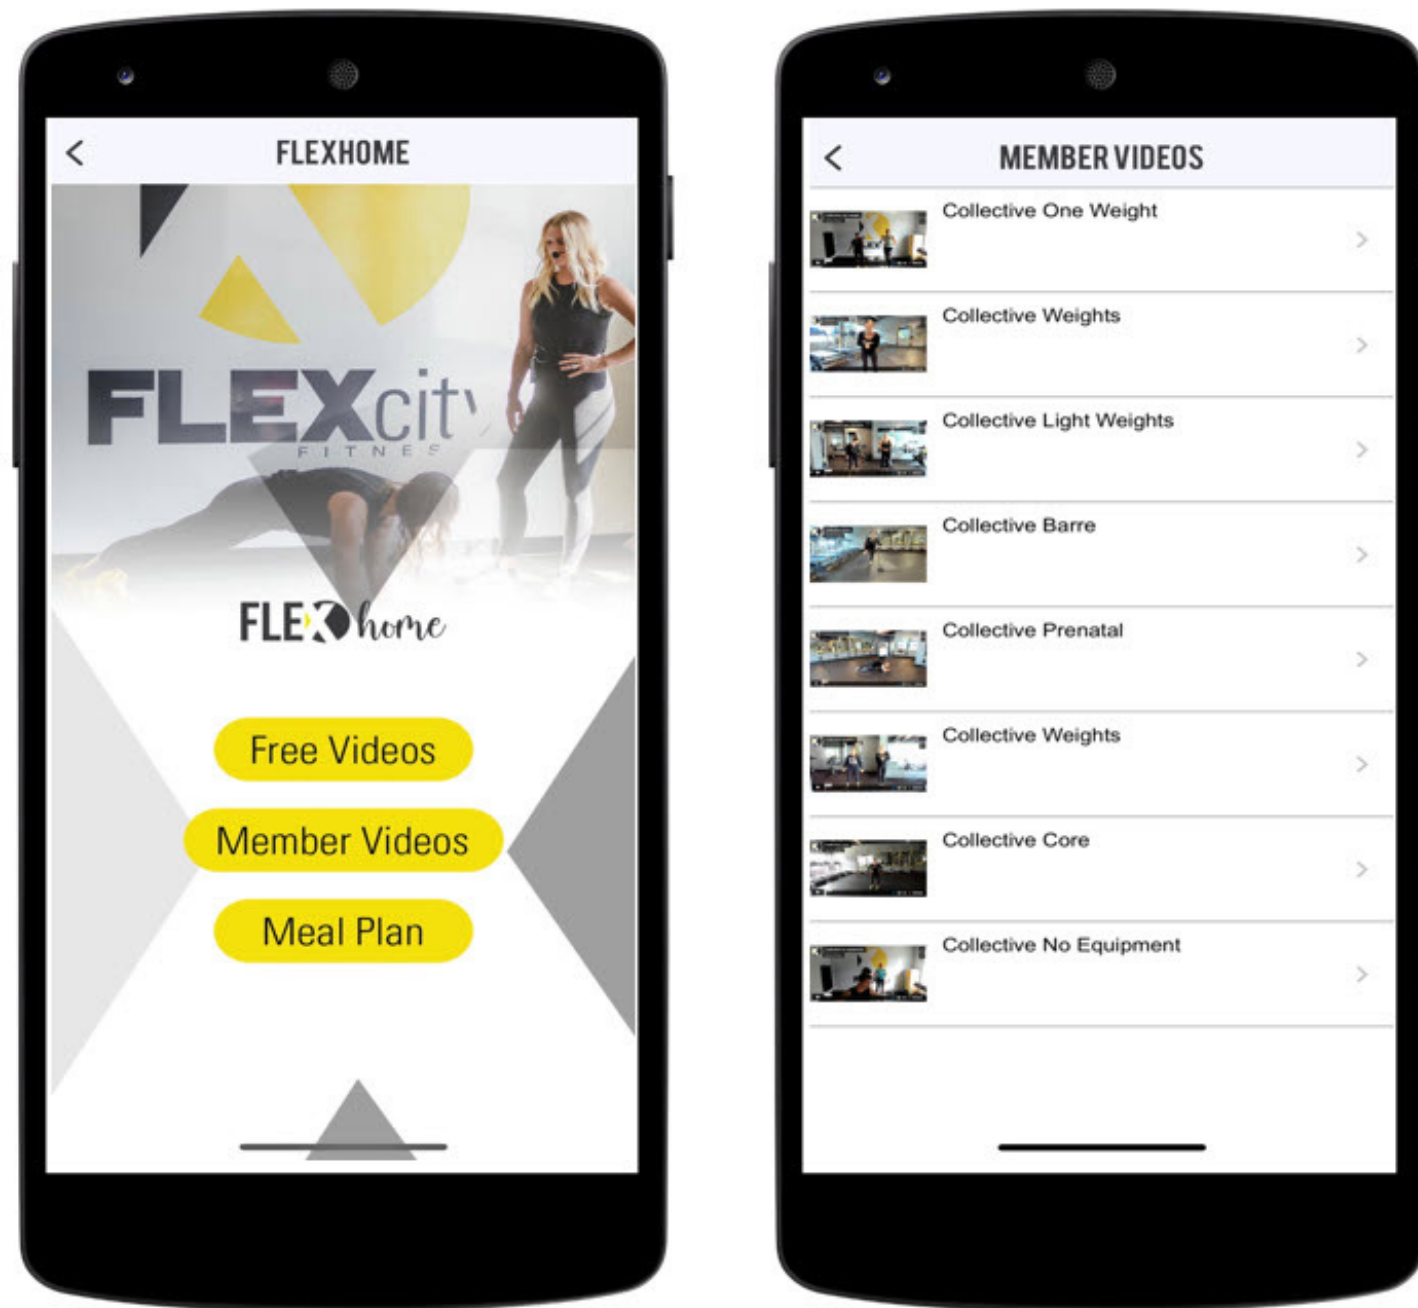 FLEXHOME
FLEXcity
FITNES
FLEX home
Free Videos
Member Videos
Meal Plan
MEMBER VIDEOS
Collective One Weight
Collective Weights
Collective Light Weights
Collective Barre
Collective Prenatal
Collective Weights
Collective Core
Collective No Equipment